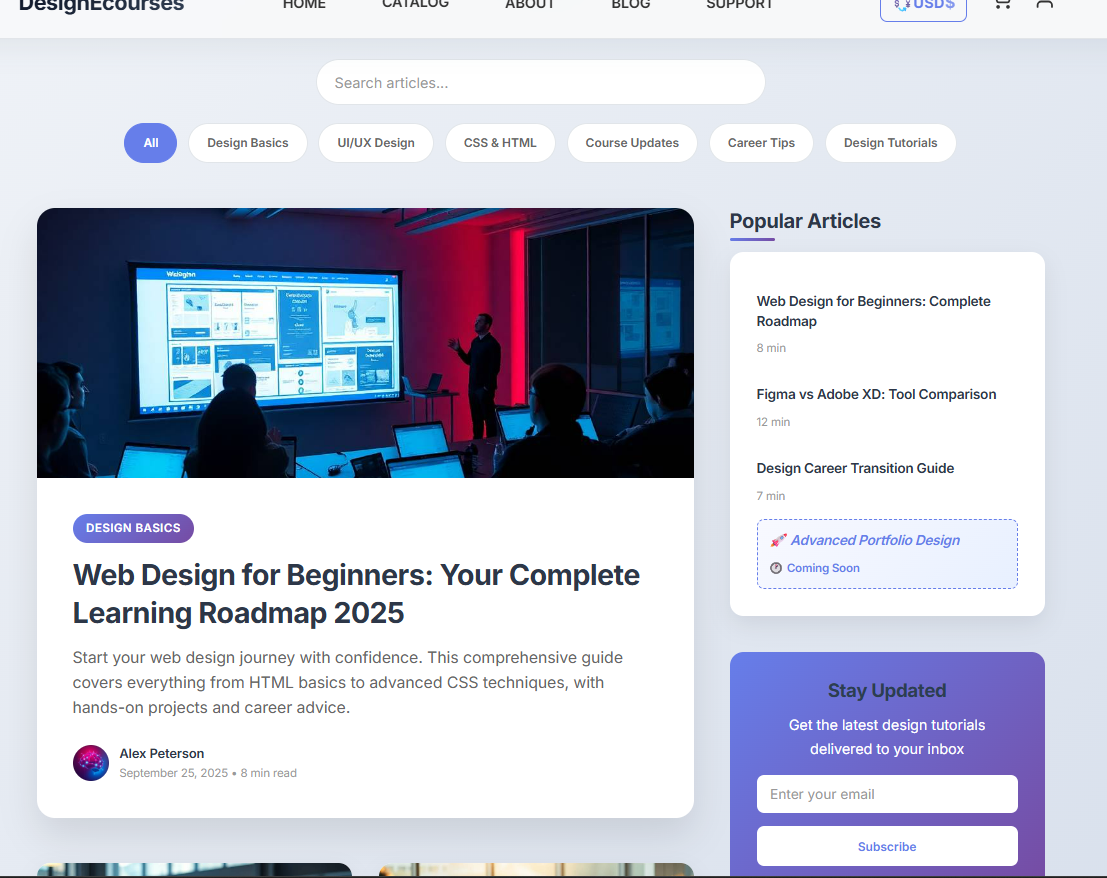 DesignEcourses
HOME
CATALOG
ABOUT
BLOG
SUPPORT
USD$
Search articles...
All
Design Basics
UI/UX Design
CSS & HTML
Course Updates
Career Tips
Design Tutorials
DESIGN BASICS
Web Design for Beginners: Your Complete
Learning Roadmap 2025
Start your web design journey with confidence. This comprehensive guide
covers everything from HTML basics to advanced CSS techniques, with
hands-on projects and career advice.
Alex Peterson
September 25, 2025 • 8 min read
Popular Articles
Web Design for Beginners: Complete
Roadmap
8 min
Figma vs Adobe XD: Tool Comparison
12 min
Design Career Transition Guide
7 min
🚀 Advanced Portfolio Design
🕐 Coming Soon
Stay Updated
Get the latest design tutorials
delivered to your inbox
Enter your email
Subscribe